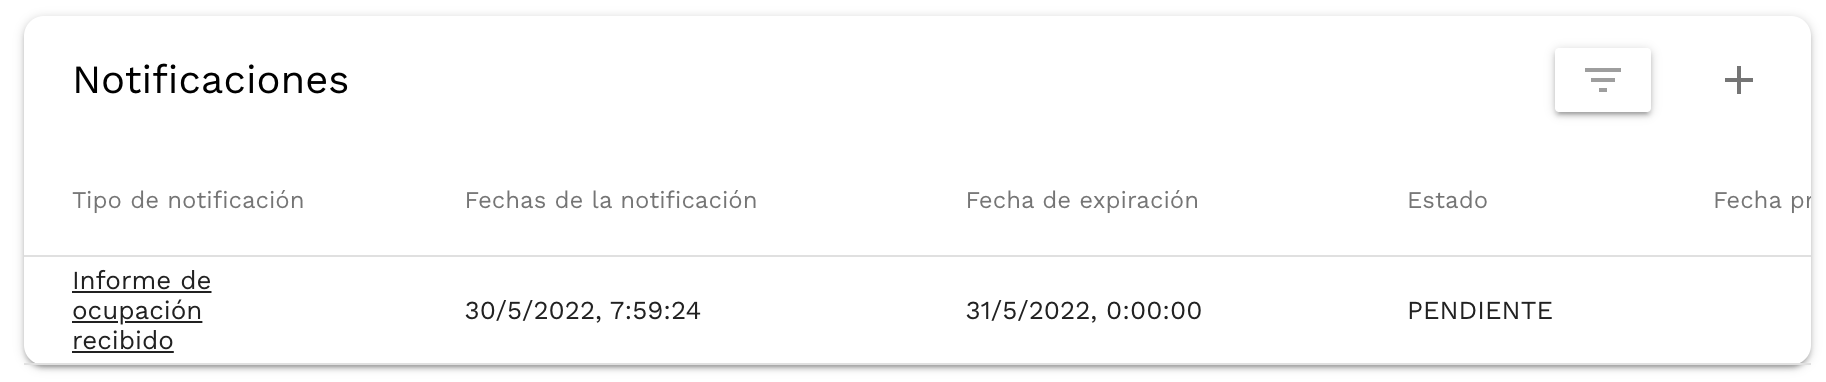 Notificaciones
Tipo de notificación Fechas de la notificación Fecha de expiración Estado Fecha pr
Informe de
ocupación 30/5/2022, 7:59:24 31/5/2022, 0:00:00 PENDIENTE
recibido